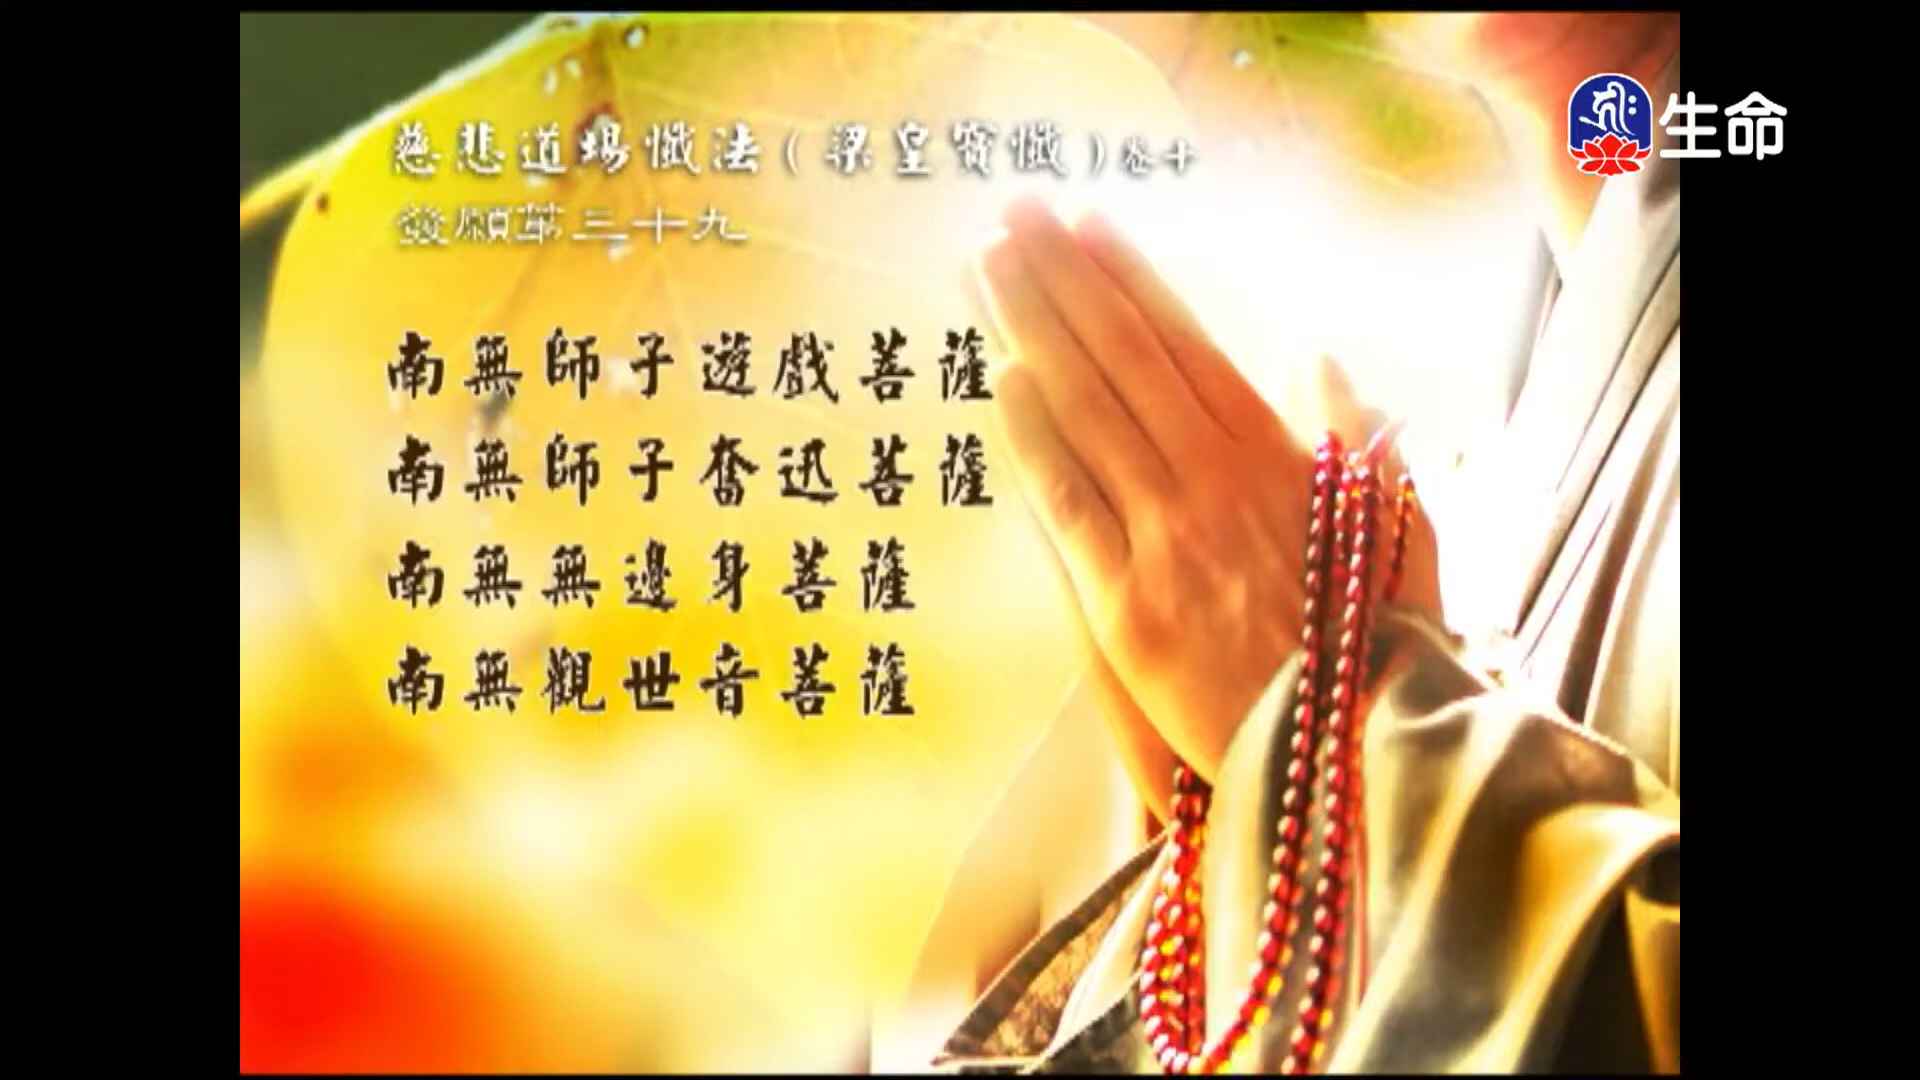 慈悲道場懺法（梁皇寶懺）卷十
發願第三十九
南無師子遊戲菩薩
南無師子奮迅菩薩
南無無邊身菩薩
南無觀世音菩薩
生命